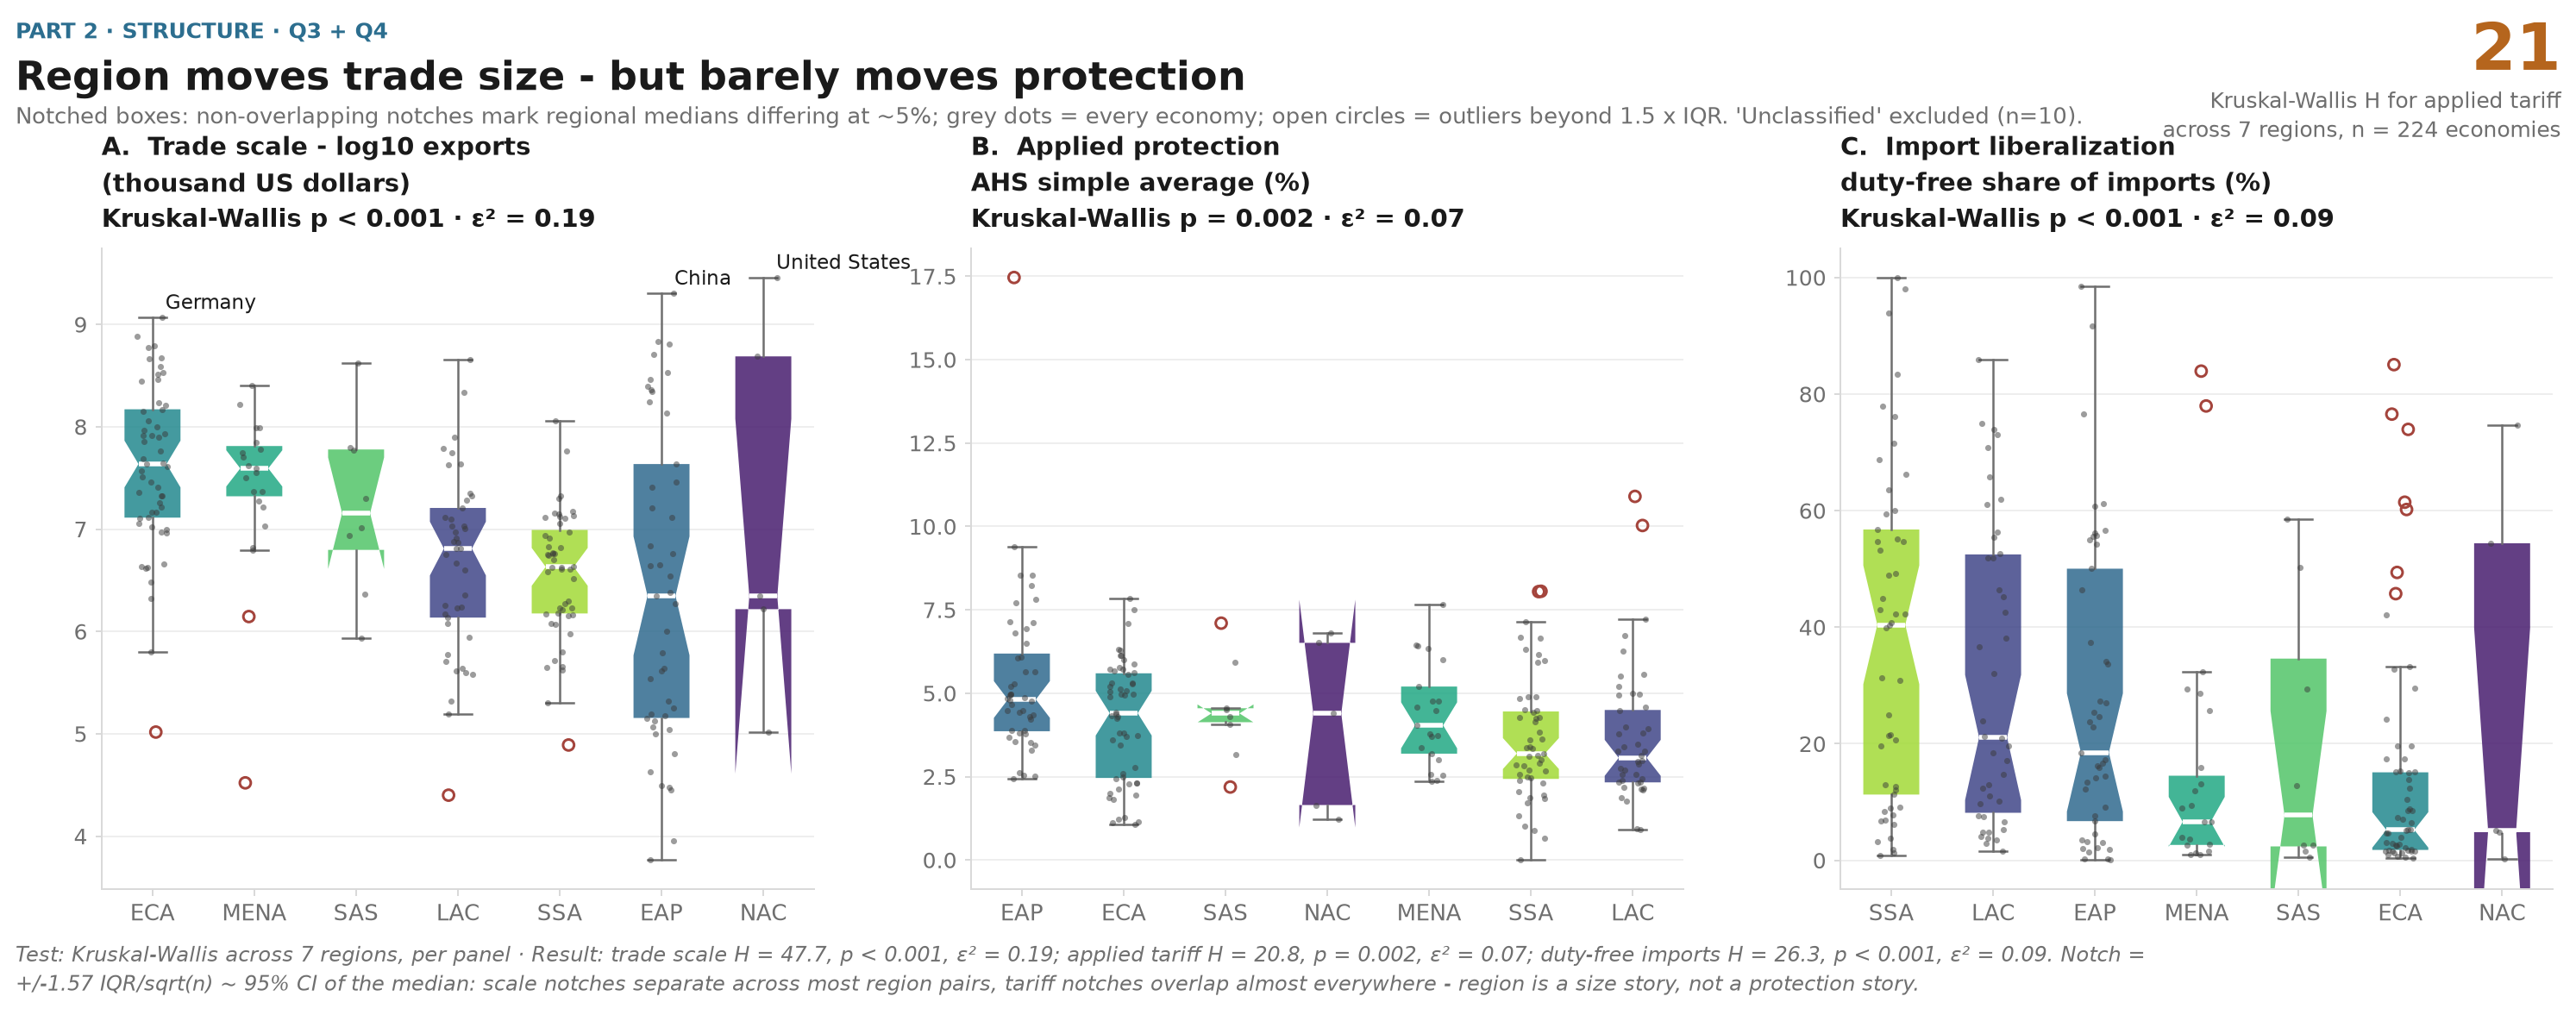 PART 2 · STRUCTURE · Q3 + Q4
21
Region moves trade size - but barely moves protection
Kruskal-Wallis H for applied tariff
across 7 regions, n = 224 economies
Notched boxes: non-overlapping notches mark regional medians differing at ~5%; grey dots = every economy; open circles = outliers beyond 1.5 x IQR. 'Unclassified' excluded (n=10).
A. Trade scale - log10 exports
(thousand US dollars)
Kruskal-Wallis p < 0.001 · ε² = 0.19
Germany
China
United States
9
8
7
6
5
4
ECA MENA SAS LAC SSA EAP NAC
B. Applied protection
AHS simple average (%)
Kruskal-Wallis p = 0.002 · ε² = 0.07
17.5
15.0
12.5
10.0
7.5
5.0
2.5
0.0
EAP ECA SAS NAC MENA SSA LAC
C. Import liberalization
duty-free share of imports (%)
Kruskal-Wallis p < 0.001 · ε² = 0.09
100
80
60
40
20
0
SSA LAC EAP MENA SAS ECA NAC
Test: Kruskal-Wallis across 7 regions, per panel · Result: trade scale H = 47.7, p < 0.001, ε² = 0.19; applied tariff H = 20.8, p = 0.002, ε² = 0.07; duty-free imports H = 26.3, p < 0.001, ε² = 0.09. Notch =
+/-1.57 IQR/sqrt(n) ~ 95% CI of the median: scale notches separate across most region pairs, tariff notches overlap almost everywhere - region is a size story, not a protection story.